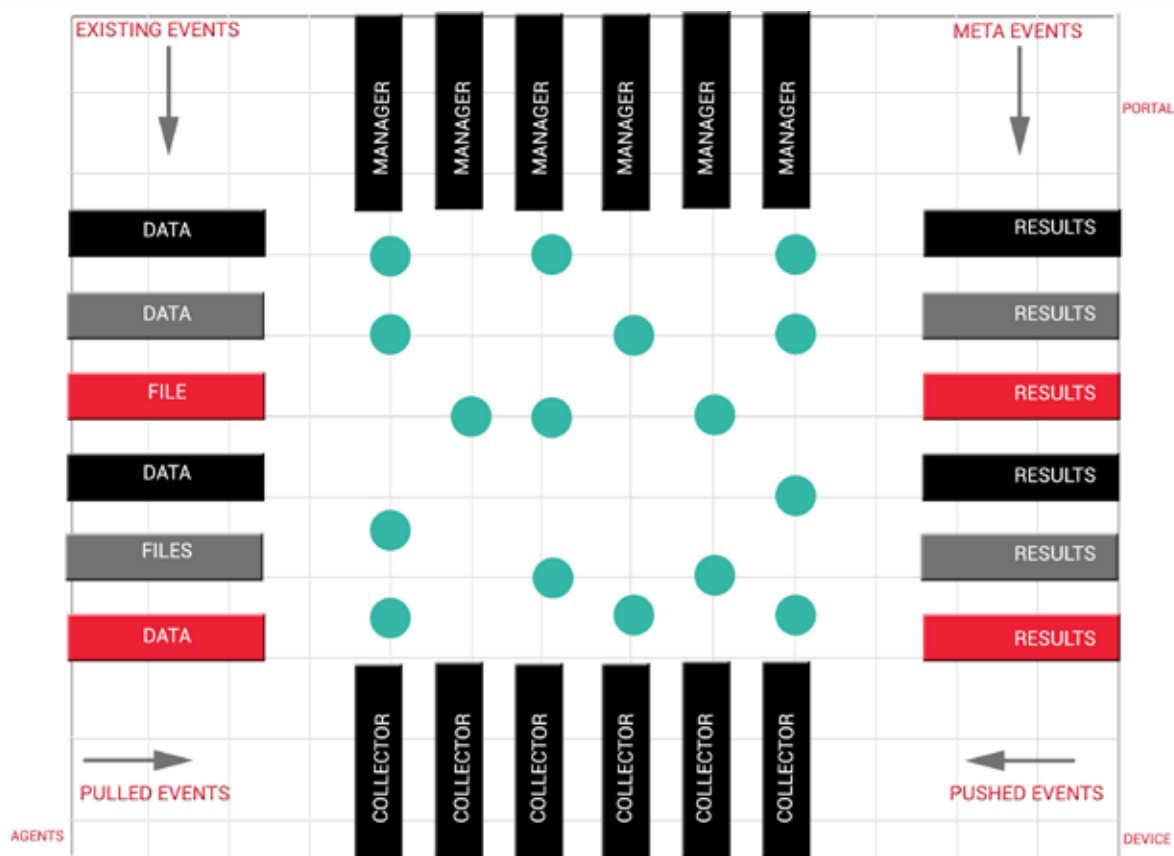 EXISTING EVENTS
META EVENTS
PORTAL
MANAGER
MANAGER
MANAGER
MANAGER
MANAGER
MANAGER
DATA
RESULTS
DATA
RESULTS
FILE
RESULTS
DATA
RESULTS
FILES
RESULTS
DATA
RESULTS
COLLECTOR
COLLECTOR
COLLECTOR
COLLECTOR
COLLECTOR
COLLECTOR
PULLED EVENTS
PUSHED EVENTS
AGENTS
DEVICE